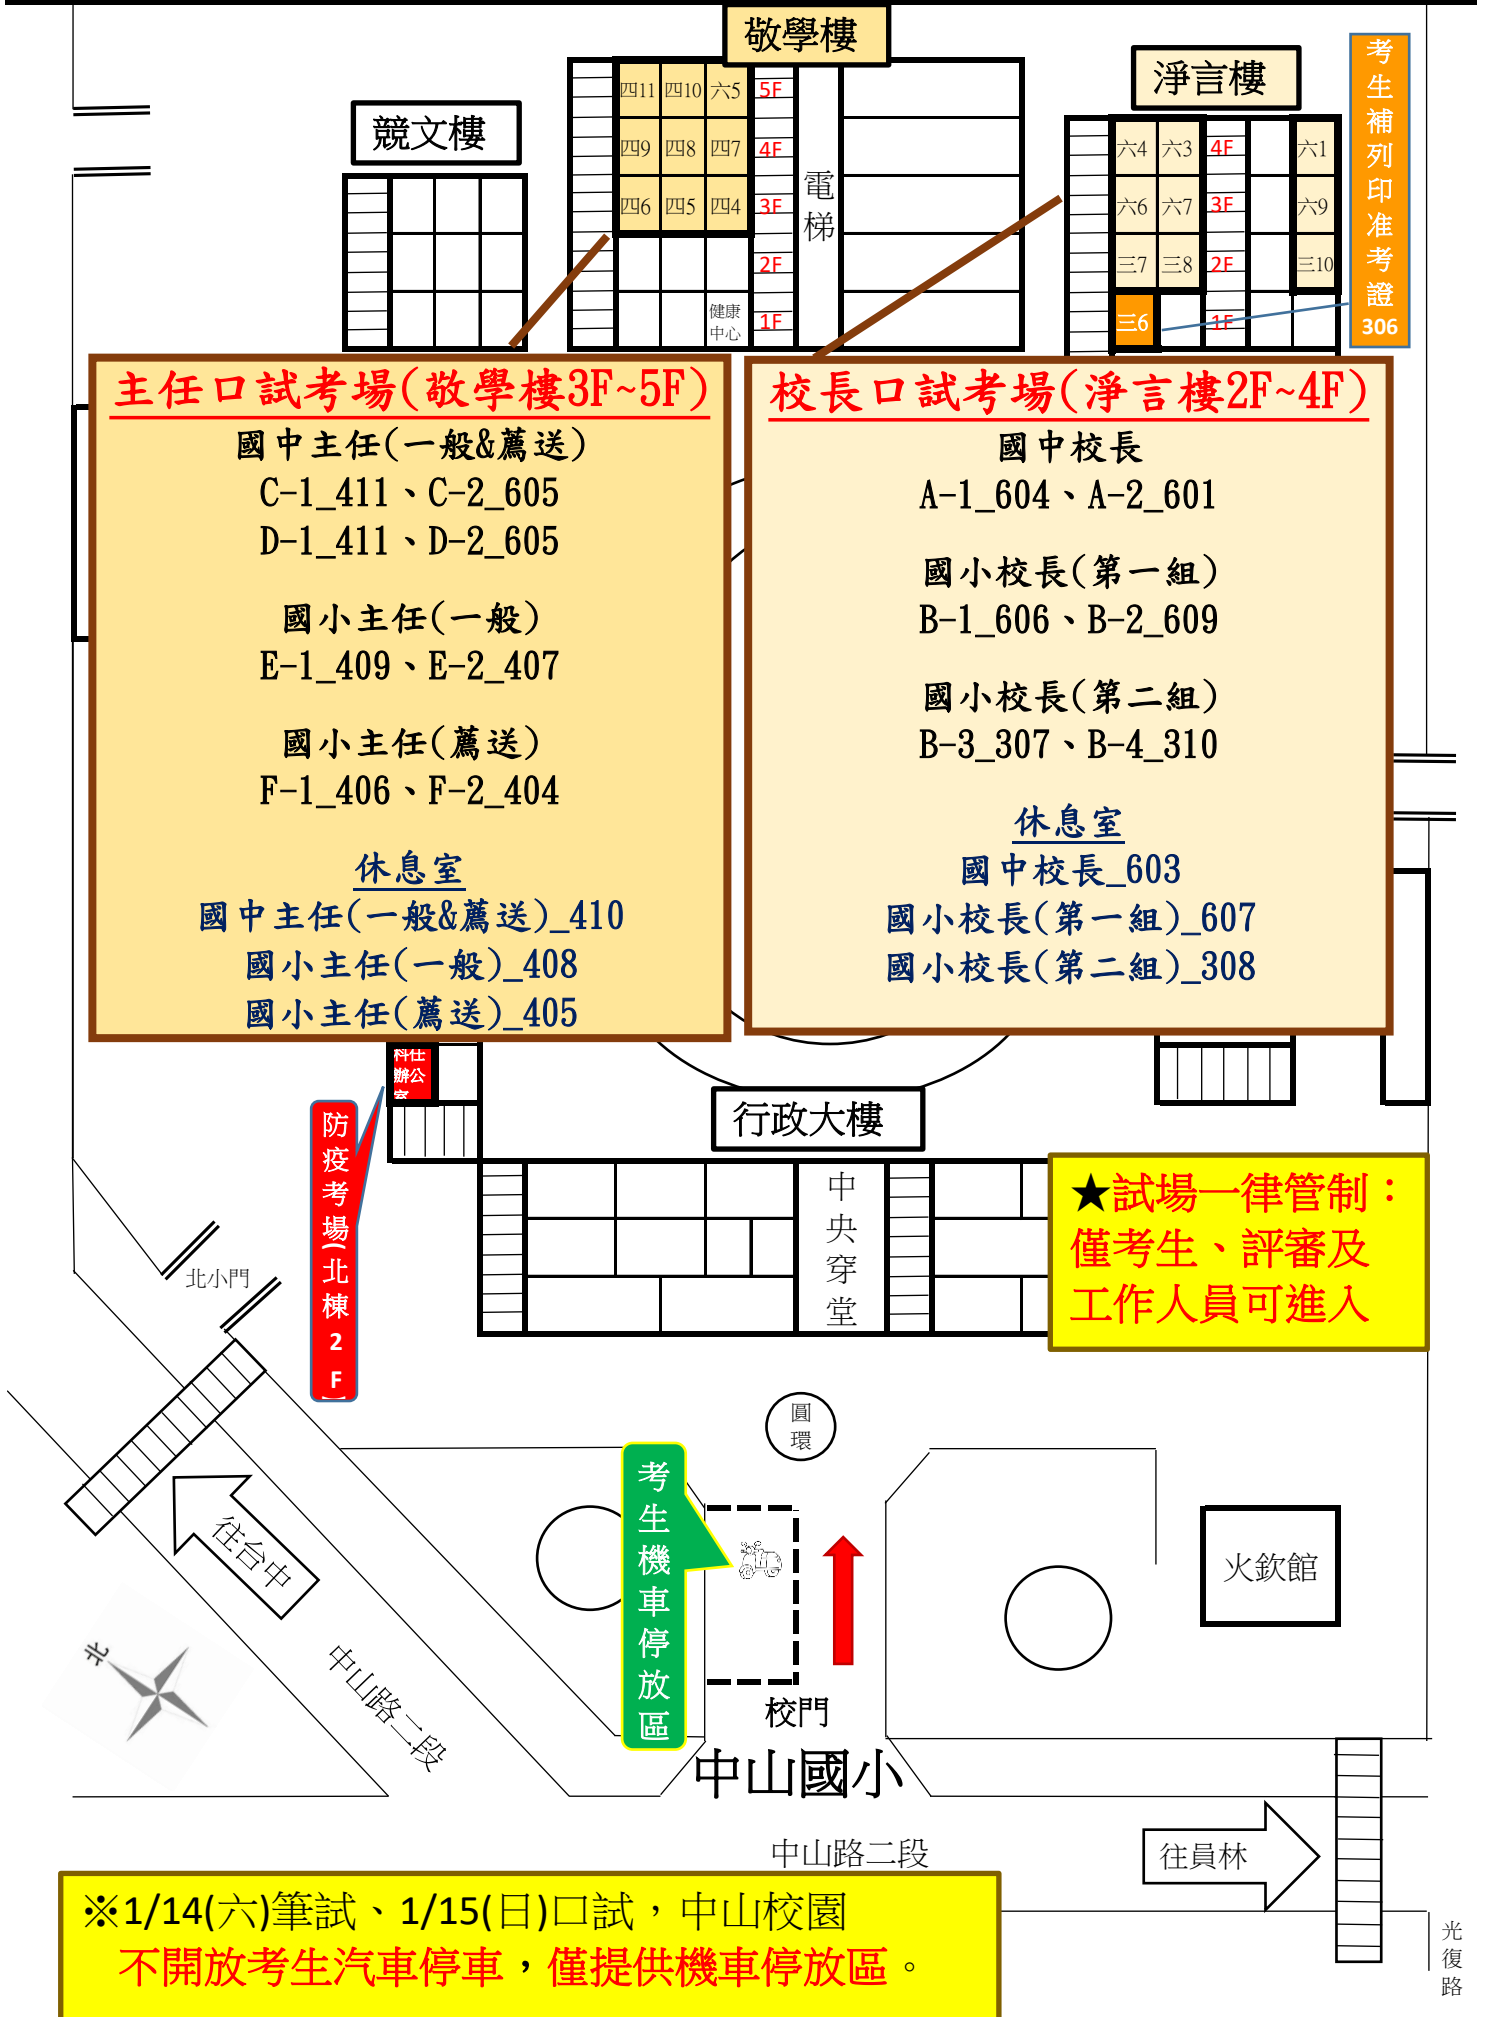 敬學樓
淨言樓
競文樓
考生補列印准考證306
四11 四10 六5 5F
四9 四8 四7 4F
四6 四5 四4 3F
2F
健康中心 1F
電梯
六4 六3 4F 六1
六6 六7 3F 六9
三7 三8 2F 三10
三6 1F
主任口試考場(敬學樓3F~5F)
國中主任(一般&薦送)
C-1_411、C-2_605
D-1_411、D-2_605
國小主任(一般)
E-1_409、E-2_407
國小主任(薦送)
F-1_406、F-2_404
休息室
國中主任(一般&薦送)_410
國小主任(一般)_408
國小主任(薦送)_405
校長口試考場(淨言樓2F~4F)
國中校長
A-1_604、A-2_601
國小校長(第一組)
B-1_606、B-2_609
國小校長(第二組)
B-3_307、B-4_310
休息室
國中校長_603
國小校長(第一組)_607
國小校長(第二組)_308
科任
辦公
室
防疫考場(北棟2F)
行政大樓
中央穿堂
★試場一律管制：
僅考生、評審及
工作人員可進入
北小門
圓環
考生機車停放區
往台中
火欽館
北
中山路二段
校門
中山國小
中山路二段
往員林
光復路
※1/14(六)筆試、1/15(日)口試，中山校園
不開放考生汽車停車，僅提供機車停放區。